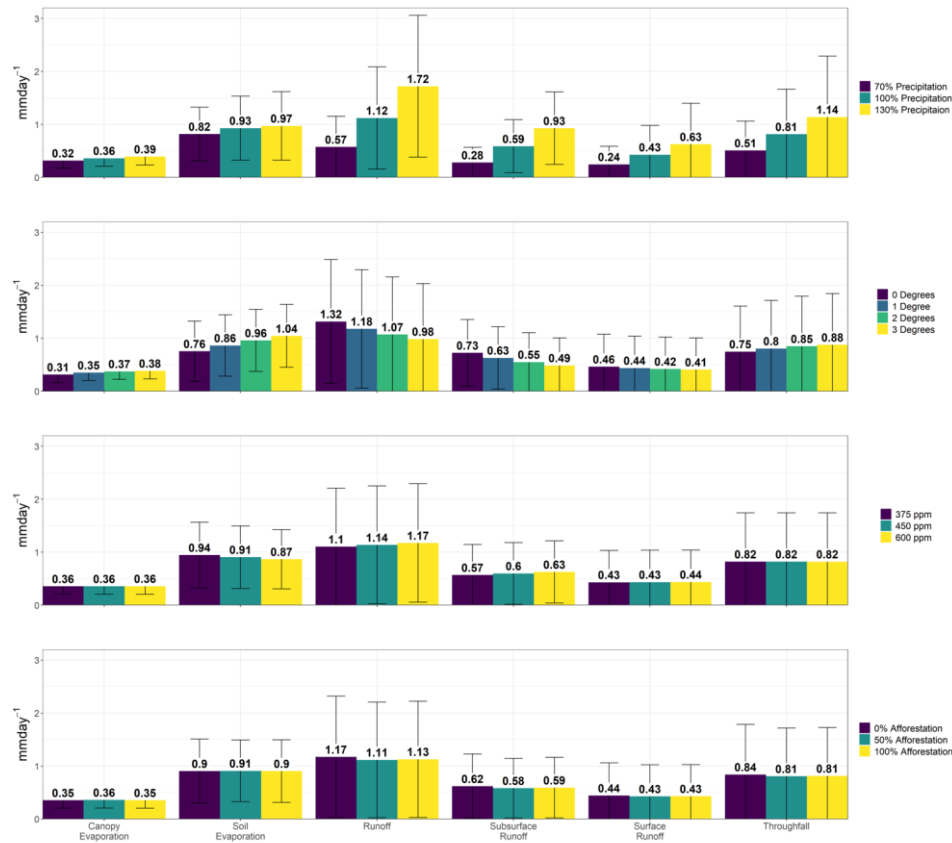 3
2
1
0
mmday⁻¹
0.32 0.36 0.39
0.82 0.93 0.97
0.57 1.12 1.72
0.28 0.59 0.93
0.24 0.43 0.63
0.51 0.81 1.14
70% Precipitation
100% Precipitation
130% Precipitaion
3
2
1
0
mmday⁻¹
0.31 0.35 0.37 0.38
0.76 0.86 0.96 1.04
1.32 1.18 1.07 0.98
0.73 0.63 0.55 0.49
0.46 0.44 0.42 0.41
0.75 0.8 0.85 0.88
0 Degrees
1 Degree
2 Degrees
3 Degrees
3
2
1
0
mmday⁻¹
0.36 0.36 0.36
0.94 0.91 0.87
1.1 1.14 1.17
0.57 0.6 0.63
0.43 0.43 0.44
0.82 0.82 0.82
375 ppm
450 ppm
600 ppm
3
2
1
0
mmday⁻¹
0.35 0.36 0.35
0.9 0.91 0.9
1.17 1.11 1.13
0.62 0.58 0.59
0.44 0.43 0.43
0.84 0.81 0.81
0% Afforestation
50% Afforestation
100% Afforestation
Canopy
Evaporation
Soil
Evaporation
Runoff
Subsurface
Runoff
Surface
Runoff
Throughfall